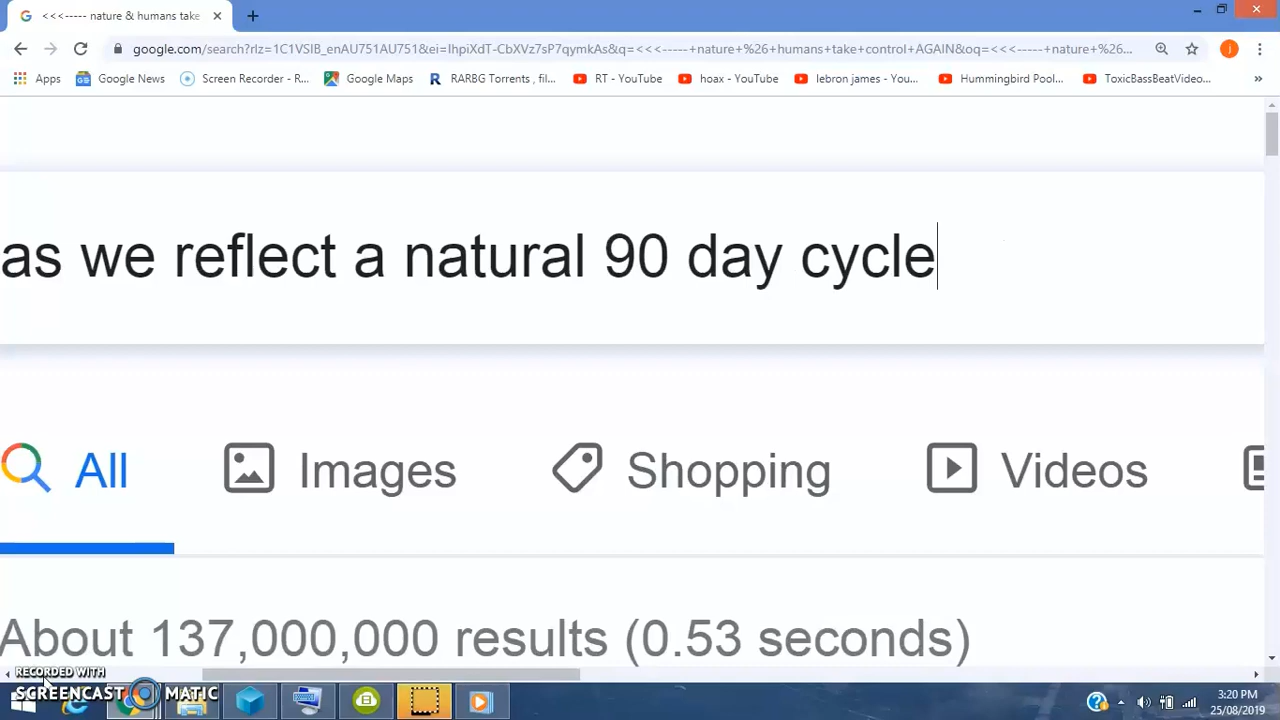 <<<----- nature & humans take
google.com/search?rlz=1C1VSIB_enAU751AU751&ei=IhpiXdT-CbXVz7sP7qymkAs&q=<<<-----+nature+%26+humans+take+control+AGAIN&oq=<<<-----+nature+%26...
J
Apps Google News Screen Recorder - R... Google Maps RARBG Torrents , fil... RT - YouTube hoax - YouTube lebron james - You... Hummingbird Pool... ToxicBassBeatVideo... »
as we reflect a natural 90 day cycle
All Images Shopping Videos
About 137,000,000 results (0.53 seconds)
RECORDED WITH
SCREENCAST MATIC
3:20 PM
25/08/2019